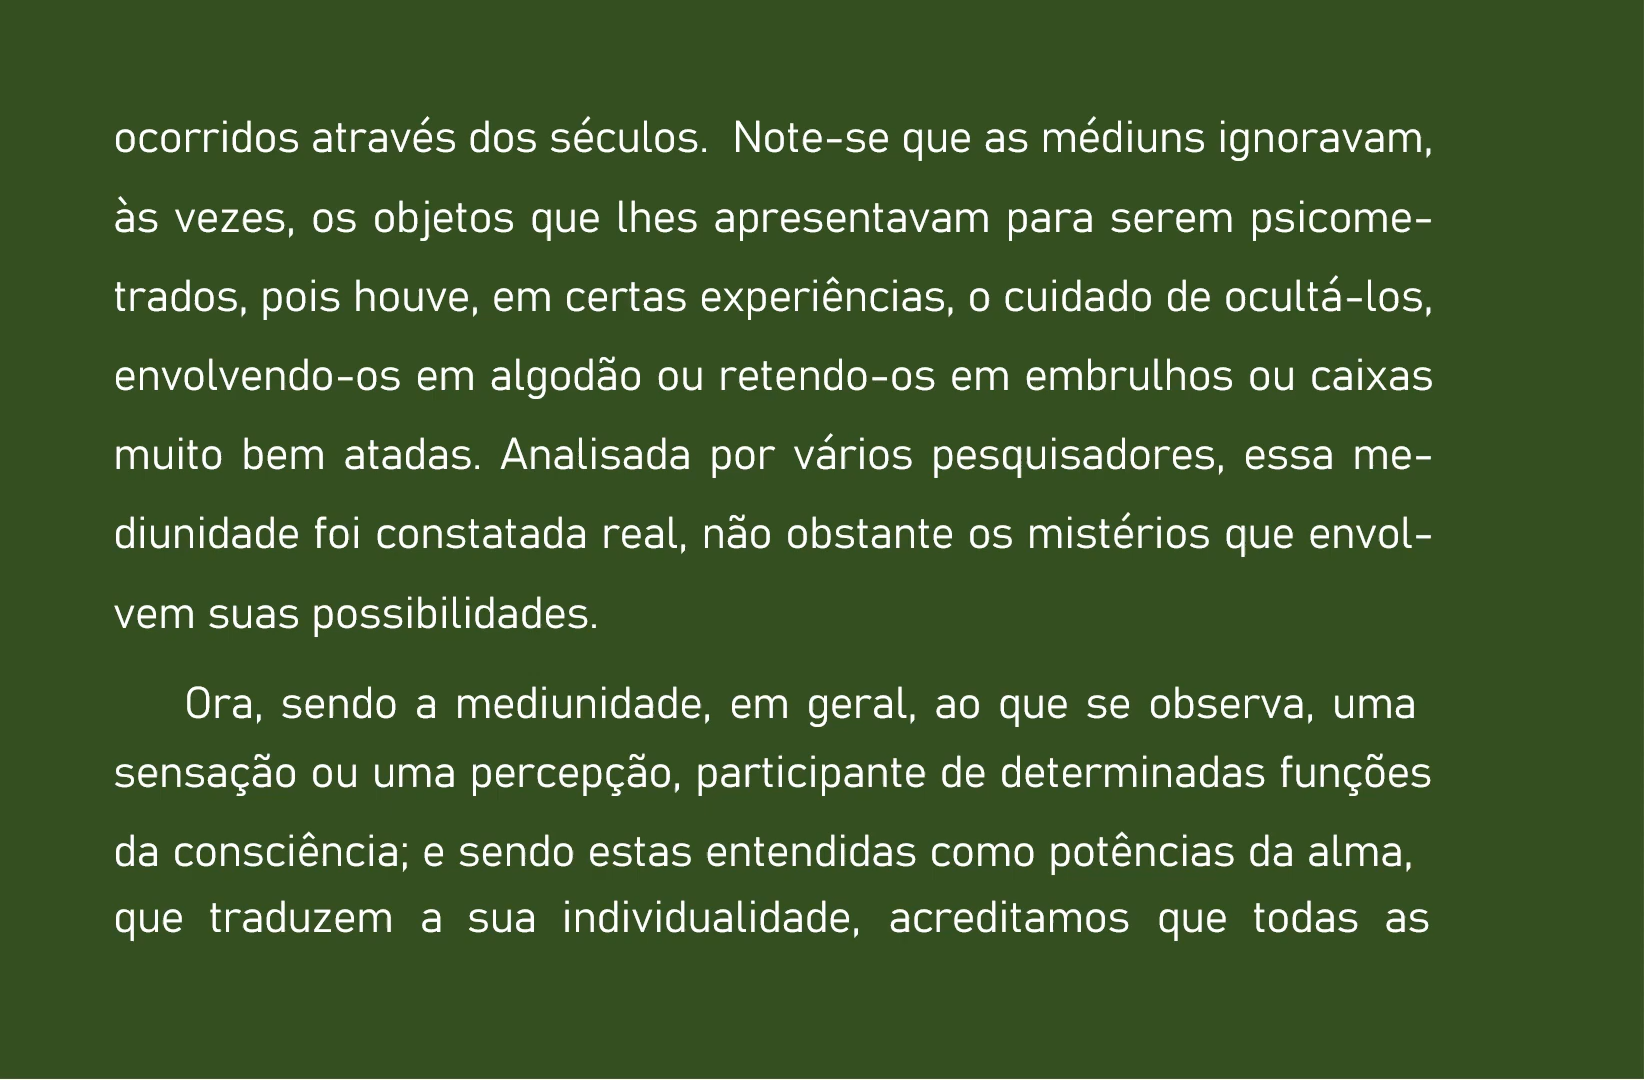 ocorridos através dos séculos.  Note-se que as médiuns ignoravam,
às vezes, os objetos que lhes apresentavam para serem psicome-
trados, pois houve, em certas experiências, o cuidado de ocultá-los,
envolvendo-os em algodão ou retendo-os em embrulhos ou caixas
muito bem atadas. Analisada por vários pesquisadores, essa me-
diunidade foi constatada real, não obstante os mistérios que envol-
vem suas possibilidades.
Ora, sendo a mediunidade, em geral, ao que se observa, uma
sensação ou uma percepção, participante de determinadas funções
da consciência; e sendo estas entendidas como potências da alma,
que traduzem a sua individualidade, acreditamos que todas as